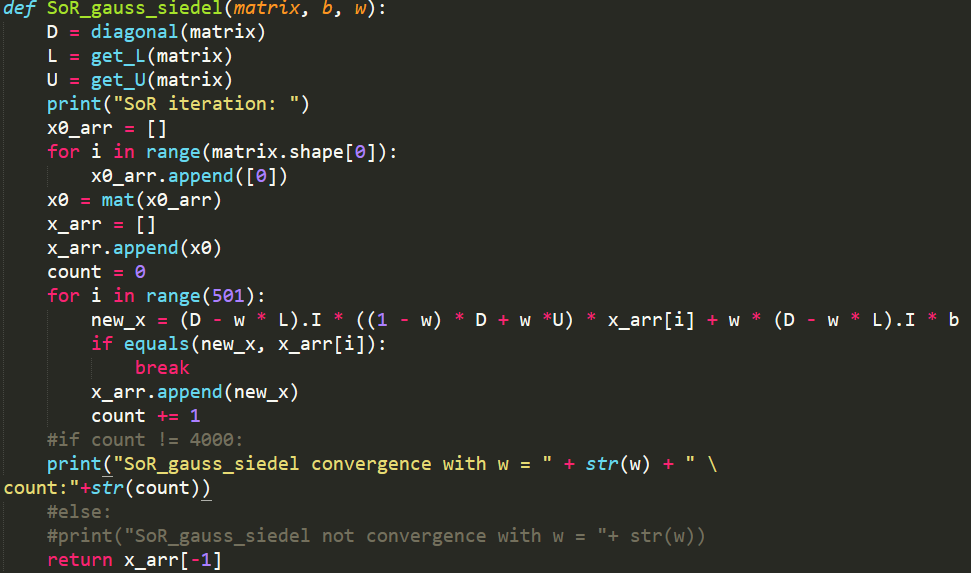 def SoR_gauss_siedel(matrix, b, w):
    D = diagonal(matrix)
    L = get_L(matrix)
    U = get_U(matrix)
    print("SoR iteration: ")
    x0_arr = []
    for i in range(matrix.shape[0]):
        x0_arr.append([0])
    x0 = mat(x0_arr)
    x_arr = []
    x_arr.append(x0)
    count = 0
    for i in range(501):
        new_x = (D - w * L).I * ((1 - w) * D + w *U) * x_arr[i] + w * (D - w * L).I * b
        if equals(new_x, x_arr[i]):
            break
        x_arr.append(new_x)
        count += 1
    #if count != 4000:
    print("SoR_gauss_siedel convergence with w = " + str(w) + " \
count:"+str(count))
    #else:
    #print("SoR_gauss_siedel not convergence with w = "+ str(w))
    return x_arr[-1]